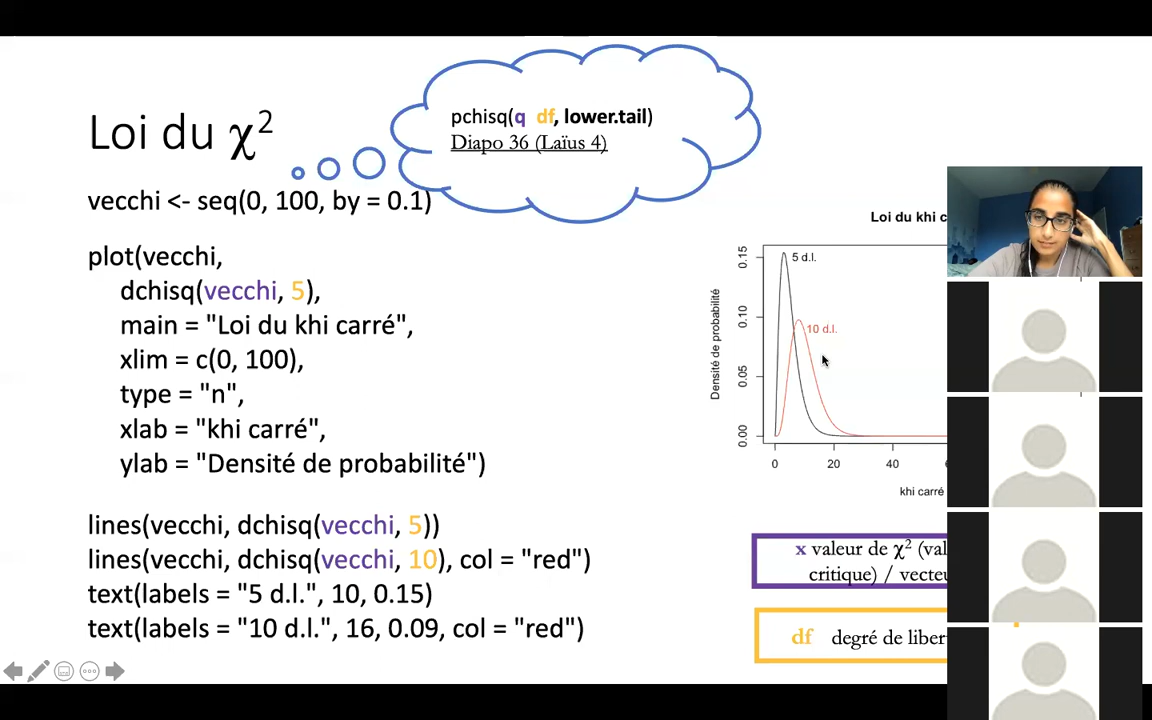 pchisq(q df, lower.tail)
Diapo 36 (Laïus 4)
Loi du χ²
vecchi <- seq(0, 100, by = 0.1)
plot(vecchi,
dchisq(vecchi, 5),
main = "Loi du khi carré",
xlim = c(0, 100),
type = "n",
xlab = "khi carré",
ylab = "Densité de probabilité")
lines(vecchi, dchisq(vecchi, 5))
lines(vecchi, dchisq(vecchi, 10), col = "red")
text(labels = "5 d.l.", 10, 0.15)
text(labels = "10 d.l.", 16, 0.09, col = "red")
Loi du khi c
Densité de probabilité
0.15
0.10
0.05
0.00
5 d.l.
10 d.l.
0 20 40
khi carré
x valeur de χ² (val
critique) / vecteu
df degré de liber